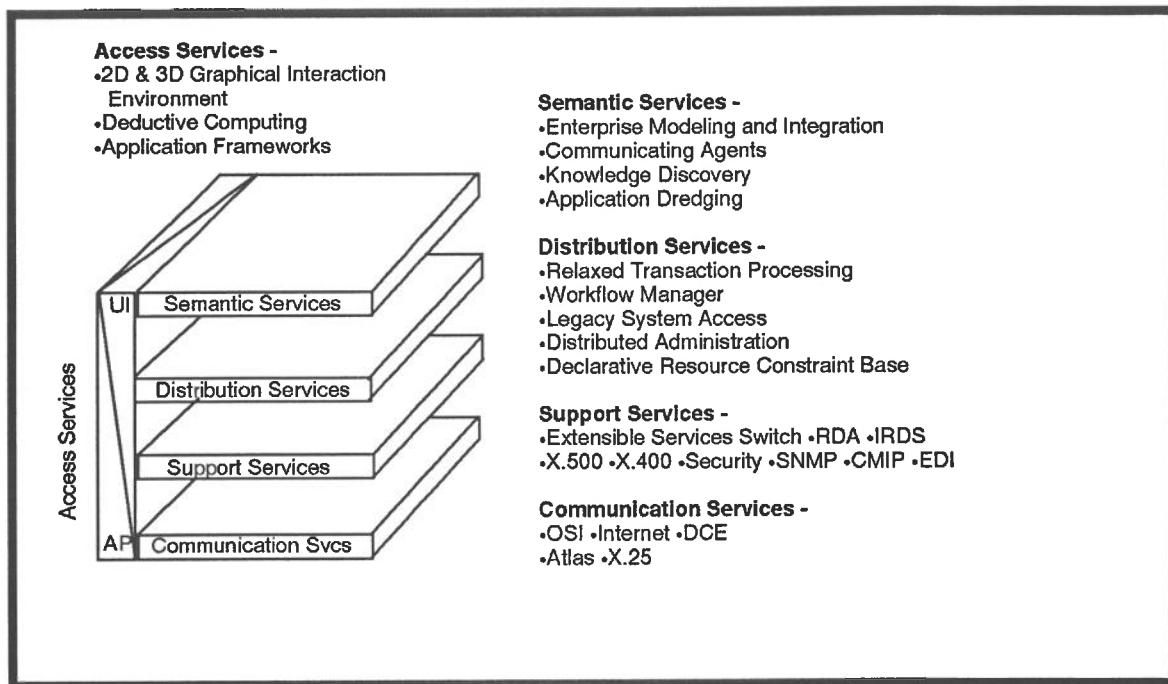 Access Services -
•2D & 3D Graphical Interaction
Environment
•Deductive Computing
•Application Frameworks
Semantic Services -
•Enterprise Modeling and Integration
•Communicating Agents
•Knowledge Discovery
•Application Dredging
Distribution Services -
•Relaxed Transaction Processing
•Workflow Manager
•Legacy System Access
•Distributed Administration
•Declarative Resource Constraint Base
Support Services -
•Extensible Services Switch •RDA •IRDS
•X.500 •X.400 •Security •SNMP •CMIP •EDI
Communication Services -
•OSI •Internet •DCE
•Atlas •X.25
Access Services
UI
Semantic Services
Distribution Services
Support Services
AP
Communication Svcs